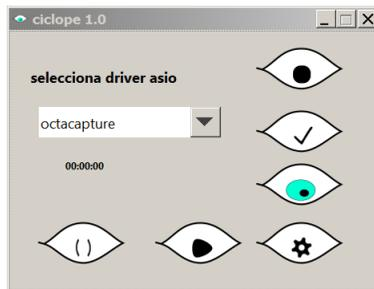 ciclope 1.0
selecciona driver asio
octacapture
00:00:00
( )